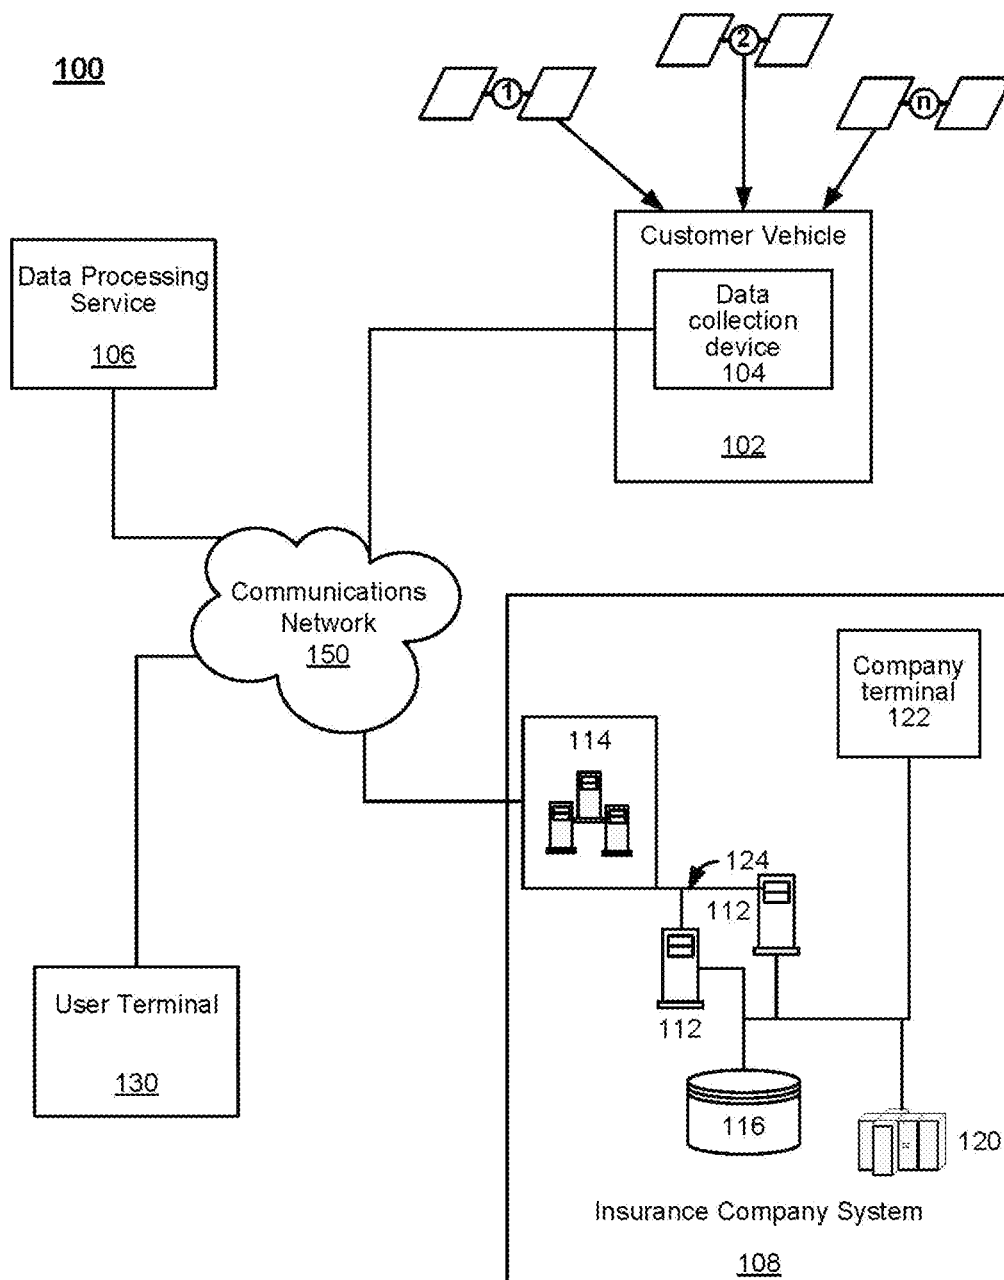 100
1
2
n
Customer Vehicle
Data
collection
device
104
102
Data Processing
Service
106
Communications
Network
150
Company
terminal
122
114
124
112
112
116
120
User Terminal
130
Insurance Company System
108